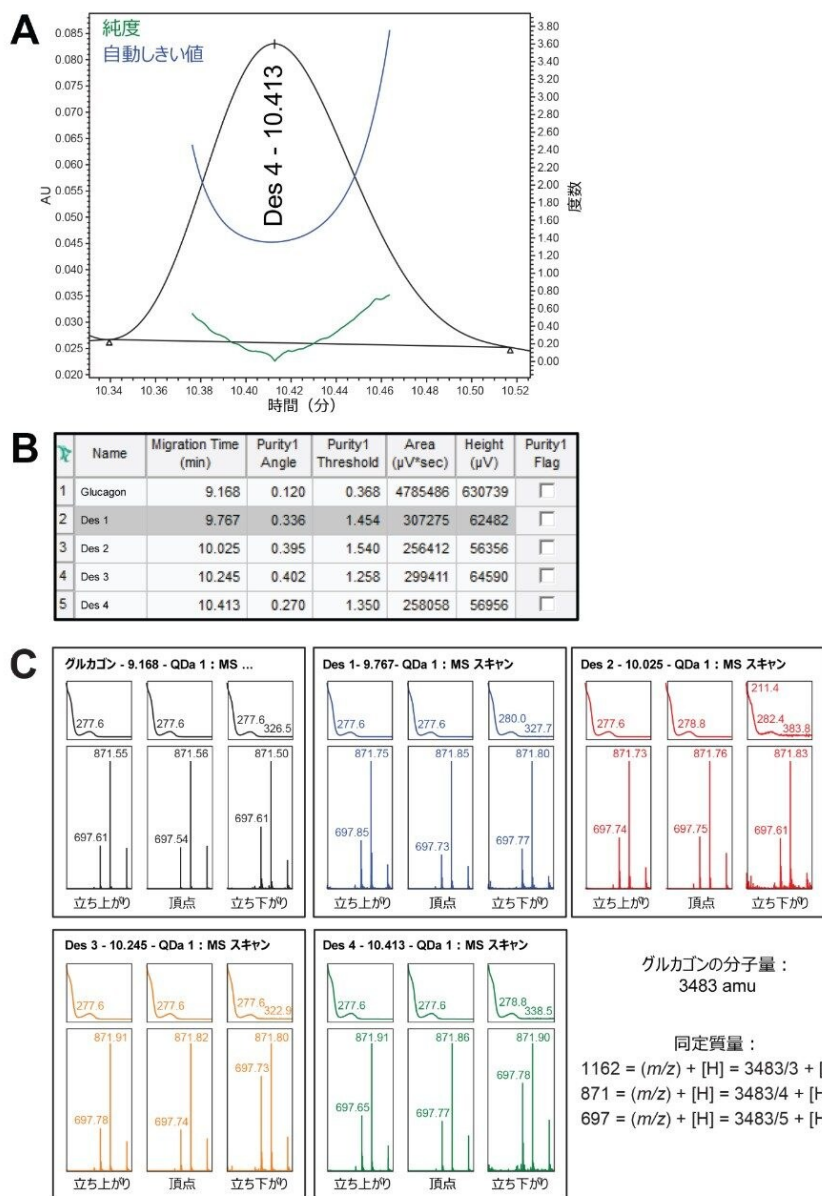 A
純度
自動しきい値
Des 4 - 10.413
AU
0.085
0.080
0.075
0.070
0.065
0.060
0.055
0.050
0.045
0.040
0.035
0.030
0.025
0.020
3.80
3.60
3.40
3.20
3.00
2.80
2.60
2.40
2.20
2.00
1.80
1.60
1.40
1.20
1.00
0.80
0.60
0.40
0.20
0.00
度数
10.34 10.36 10.38 10.40 10.42 10.44 10.46 10.48 10.50 10.52
時間（分）
B
Name Migration Time (min) Purity1 Angle Purity1 Threshold Area (µV*sec) Height (µV) Purity1 Flag
1 Glucagon 9.168 0.120 0.368 4785486 630739
2 Des 1 9.767 0.336 1.454 307275 62482
3 Des 2 10.025 0.395 1.540 256412 56356
4 Des 3 10.245 0.402 1.258 299411 64590
5 Des 4 10.413 0.270 1.350 258058 56956
C
グルカゴン - 9.168 - QDa 1：MS ...
277.6 277.6 277.6 326.5
871.55 871.56 871.50
697.61 697.54 697.61
立ち上がり 頂点 立ち下がり
Des 1- 9.767- QDa 1：MS スキャン
277.6 277.6 280.0 327.7
871.75 871.85 871.80
697.85 697.73 697.77
立ち上がり 頂点 立ち下がり
Des 2 - 10.025 - QDa 1：MS スキャン
211.4
277.6 278.8 282.4 383.8
871.73 871.76 871.83
697.74 697.75 697.61
立ち上がり 頂点 立ち下がり
Des 3 - 10.245 - QDa 1：MS スキャン
277.6 277.6 277.6 322.9
871.91 871.82 871.80
697.78 697.74 697.73
立ち上がり 頂点 立ち下がり
Des 4 - 10.413 - QDa 1：MS スキャン
277.6 277.6 278.8 338.5
871.91 871.86 871.90
697.65 697.77 697.78
立ち上がり 頂点 立ち下がり
グルカゴンの分子量：
3483 amu
同定質量：
1162 = (m/z) + [H] = 3483/3 + [
871 = (m/z) + [H] = 3483/4 + [H
697 = (m/z) + [H] = 3483/5 + [H